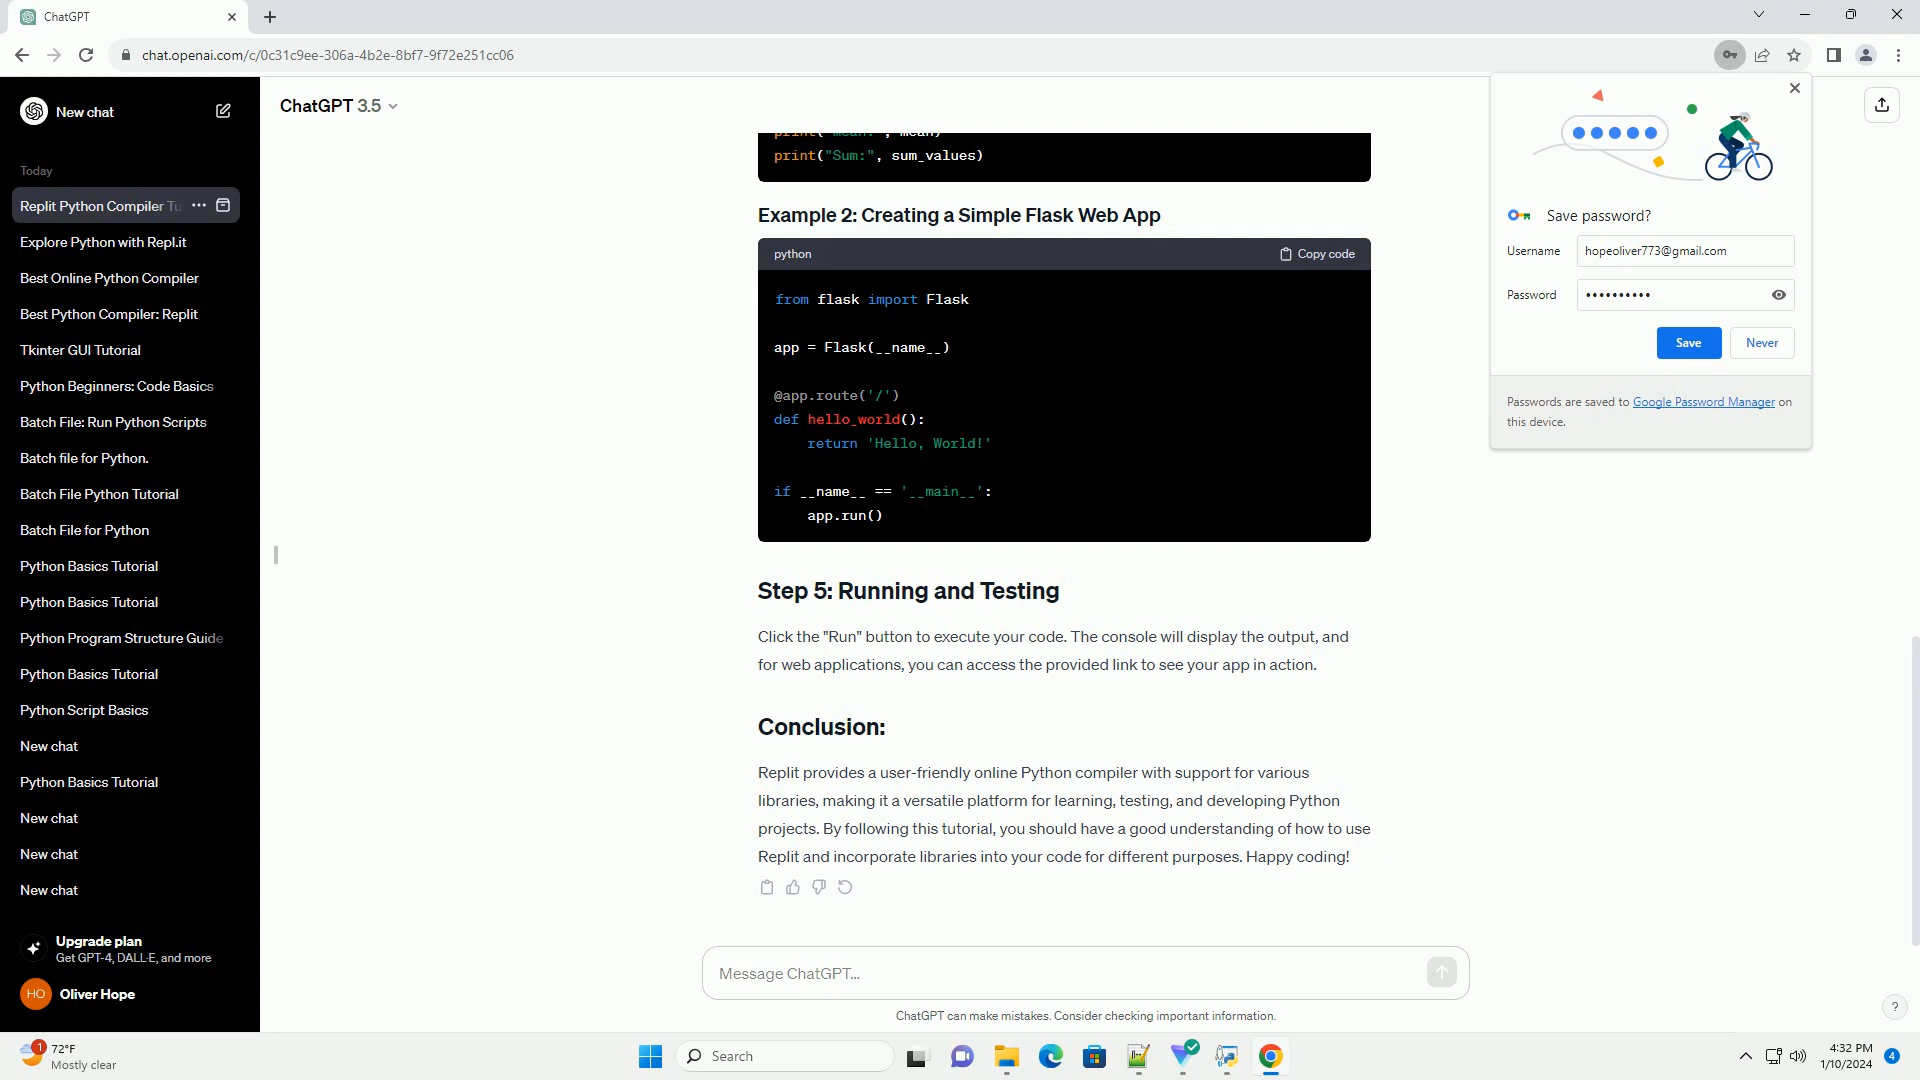 ChatGPT
chat.openai.com/c/0c31c9ee-306a-4b2e-8bf7-9f72e251cc06
New chat
Today
Replit Python Compiler Tu
Explore Python with Repl.it
Best Online Python Compiler
Best Python Compiler: Replit
Tkinter GUI Tutorial
Python Beginners: Code Basics
Batch File: Run Python Scripts
Batch file for Python.
Batch File Python Tutorial
Batch File for Python
Python Basics Tutorial
Python Basics Tutorial
Python Program Structure Guide
Python Basics Tutorial
Python Script Basics
New chat
Python Basics Tutorial
New chat
New chat
New chat
Upgrade plan
Get GPT-4, DALL·E, and more
HO Oliver Hope
ChatGPT 3.5
print("Mean:", mean)
print("Sum:", sum_values)
Example 2: Creating a Simple Flask Web App
python Copy code
from flask import Flask
app = Flask(__name__)
@app.route('/')
def hello_world():
return 'Hello, World!'
if __name__ == '__main__':
app.run()
Step 5: Running and Testing
Click the "Run" button to execute your code. The console will display the output, and
for web applications, you can access the provided link to see your app in action.
Conclusion:
Replit provides a user-friendly online Python compiler with support for various
libraries, making it a versatile platform for learning, testing, and developing Python
projects. By following this tutorial, you should have a good understanding of how to use
Replit and incorporate libraries into your code for different purposes. Happy coding!
Message ChatGPT...
ChatGPT can make mistakes. Consider checking important information.
?
Save password?
Username hopeoliver773@gmail.com
Password ••••••••••
Save Never
Passwords are saved to Google Password Manager on
this device.
1
72°F
Mostly clear
Search
4:32 PM
1/10/2024
4